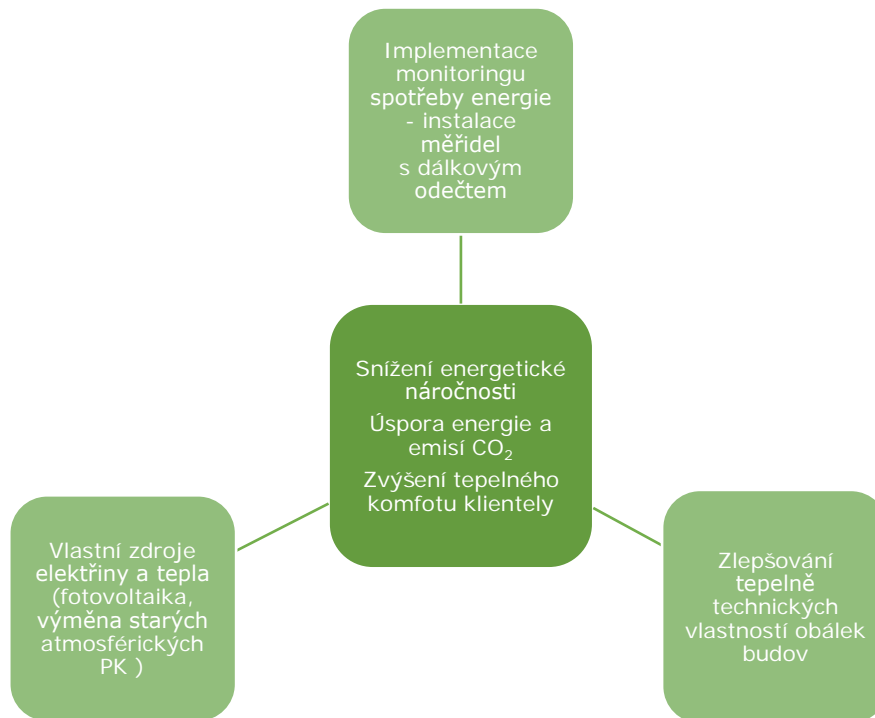 Implementace
monitoringu
spotřeby energie
- instalace
měřidel
s dálkovým
odečtem
Snížení energetické
náročnosti
Úspora energie a
emisí CO₂
Zvýšení tepelného
komfotu klientely
Vlastní zdroje
elektřiny a tepla
(fotovoltaika,
výměna starých
atmosférických
PK )
Zlepšování
tepelně
technických
vlastností obálek
budov